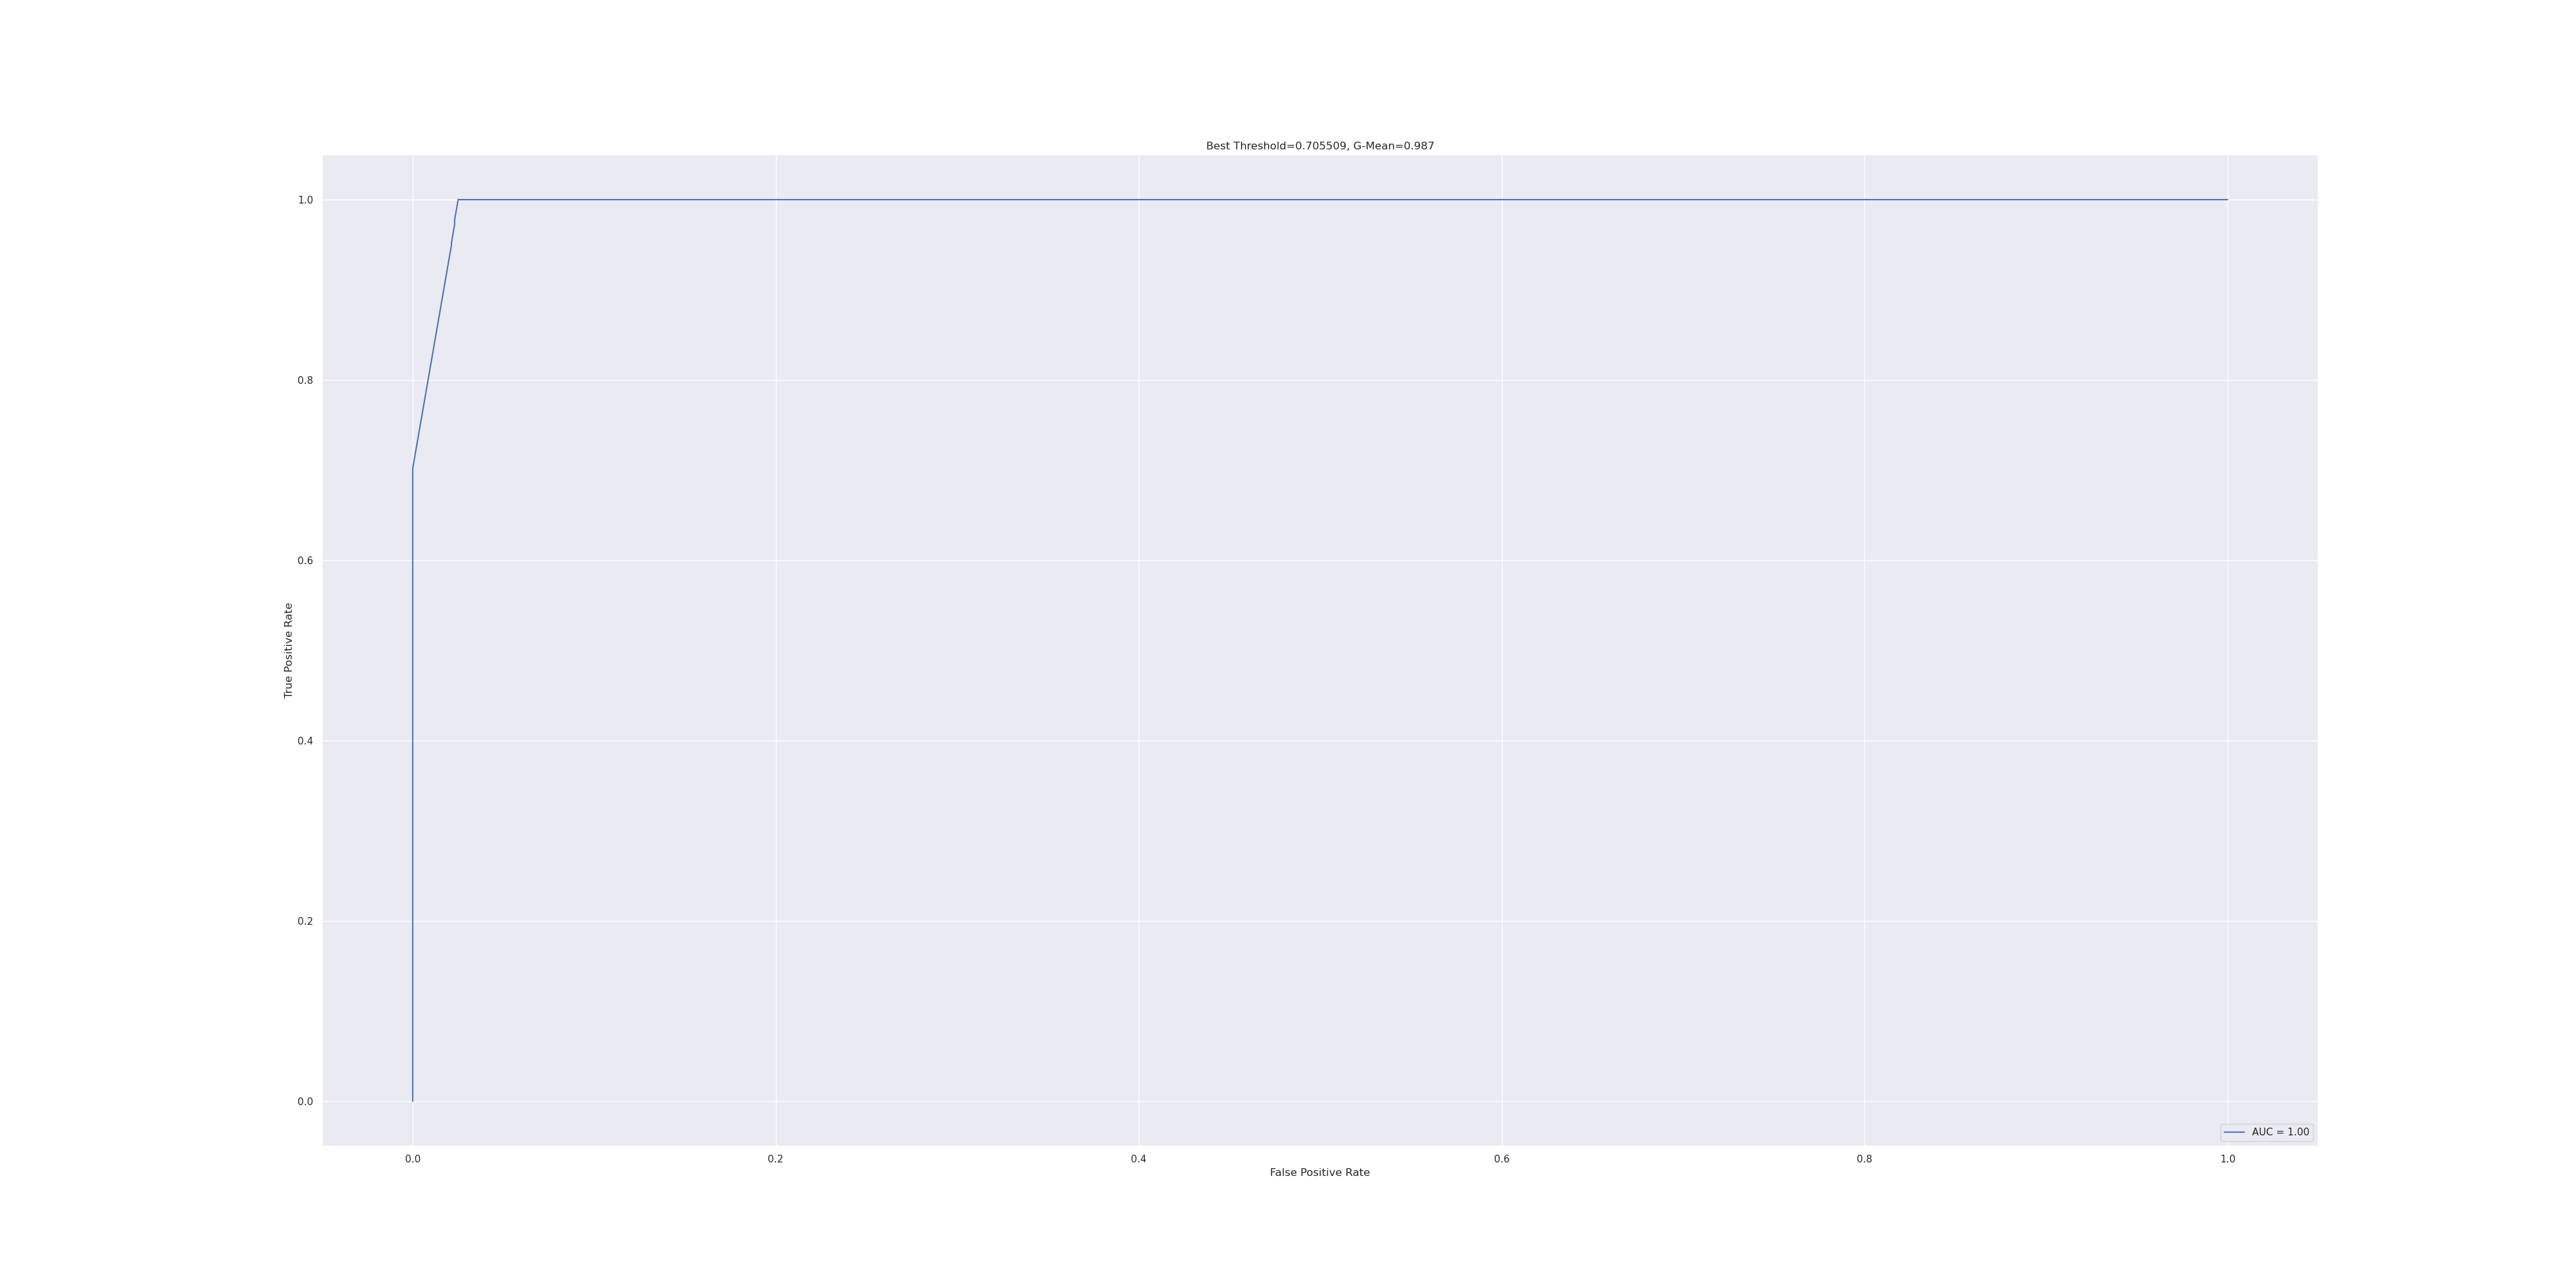 Best Threshold=0.705509, G-Mean=0.987
1.0
0.8
0.6
0.4
0.2
0.0
True Positive Rate
0.0 0.2 0.4 0.6 0.8 1.0
False Positive Rate
AUC = 1.00